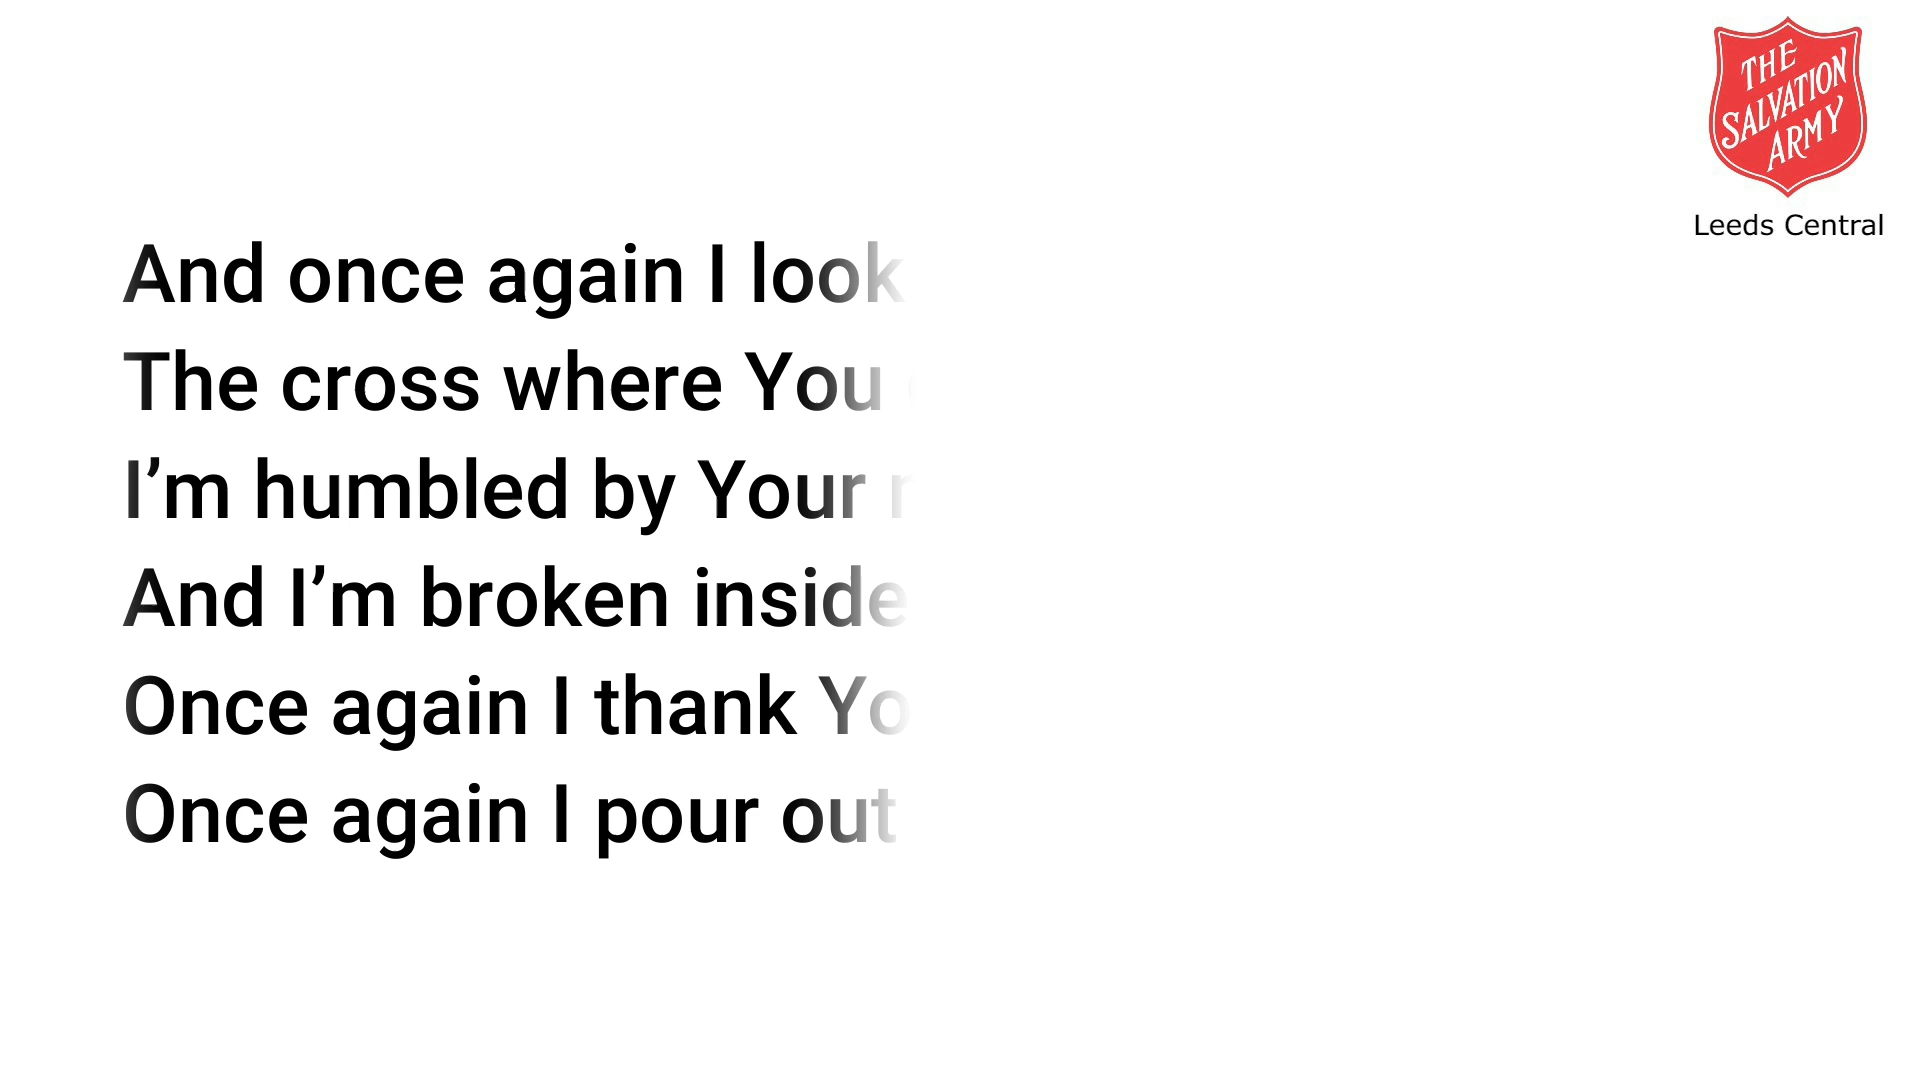 THE
SALVATION
ARMY
Leeds Central
And once again I look
The cross where You
I’m humbled by Your
And I’m broken inside
Once again I thank
Once again I pour out